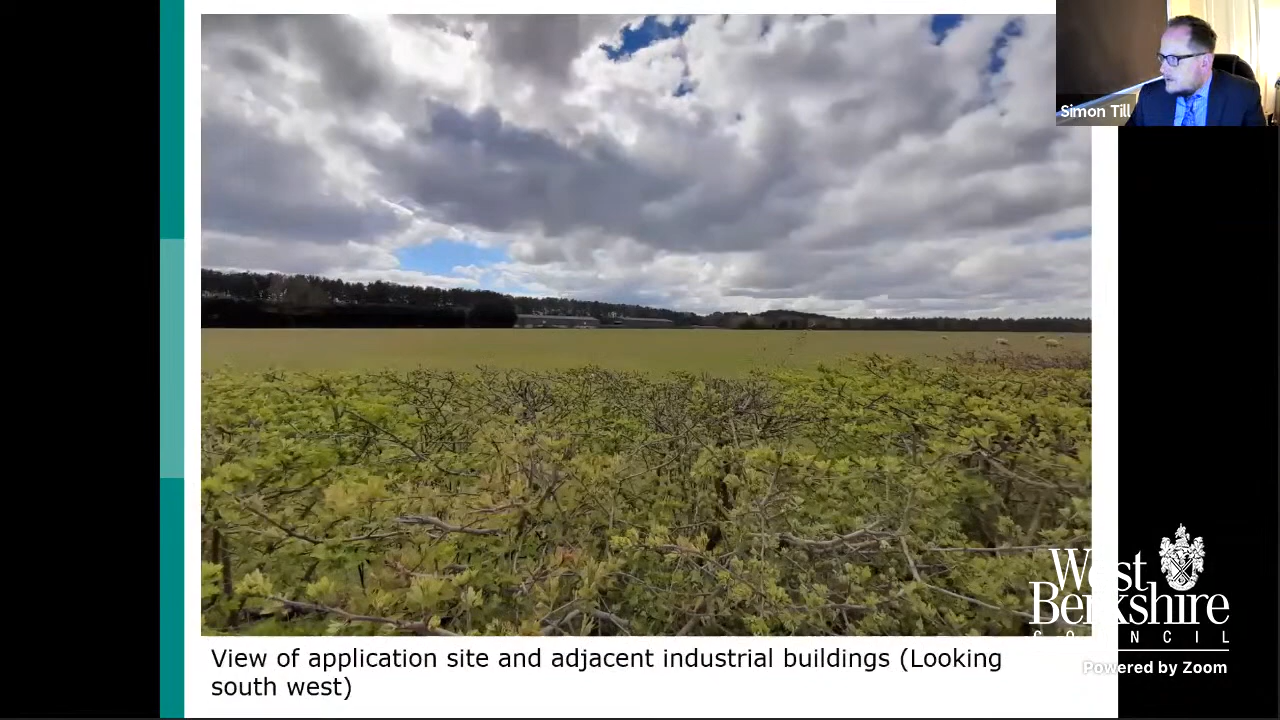 Simon Till
West
Berkshire
COUNCIL
Powered by Zoom
View of application site and adjacent industrial buildings (Looking
south west)